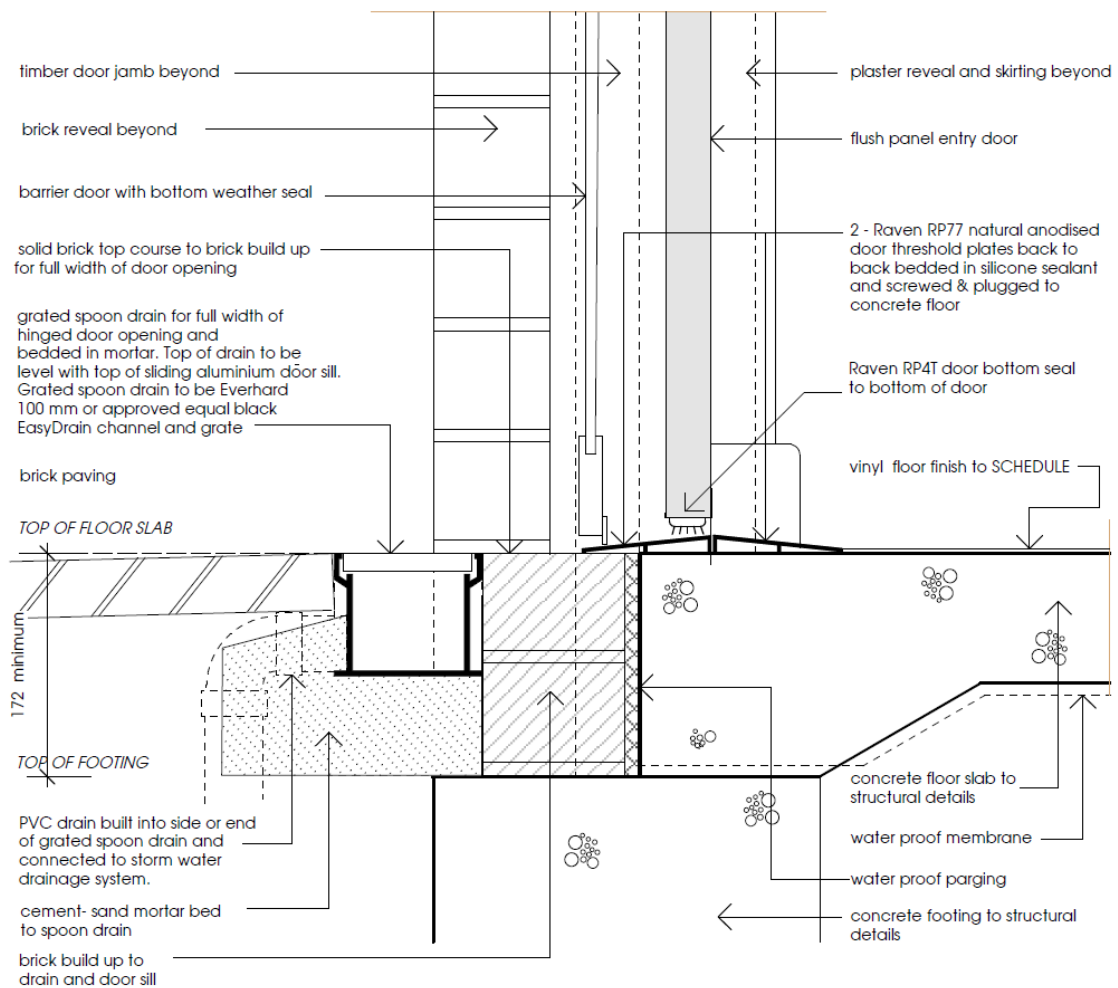 timber door jamb beyond
brick reveal beyond
barrier door with bottom weather seal
solid brick top course to brick build up
for full width of door opening
grated spoon drain for full width of
hinged door opening and
bedded in mortar. Top of drain to be
level with top of sliding aluminium door sill.
Grated spoon drain to be Everhard
100 mm or approved equal black
EasyDrain channel and grate
brick paving
TOP OF FLOOR SLAB
172 minimum
TOP OF FOOTING
PVC drain built into side or end
of grated spoon drain and
connected to storm water
drainage system.
cement- sand mortar bed
to spoon drain
brick build up to
drain and door sill
plaster reveal and skirting beyond
flush panel entry door
2 - Raven RP77 natural anodised
door threshold plates back to
back bedded in silicone sealant
and screwed & plugged to
concrete floor
Raven RP4T door bottom seal
to bottom of door
vinyl floor finish to SCHEDULE
concrete floor slab to
structural details
water proof membrane
water proof parging
concrete footing to structural
details